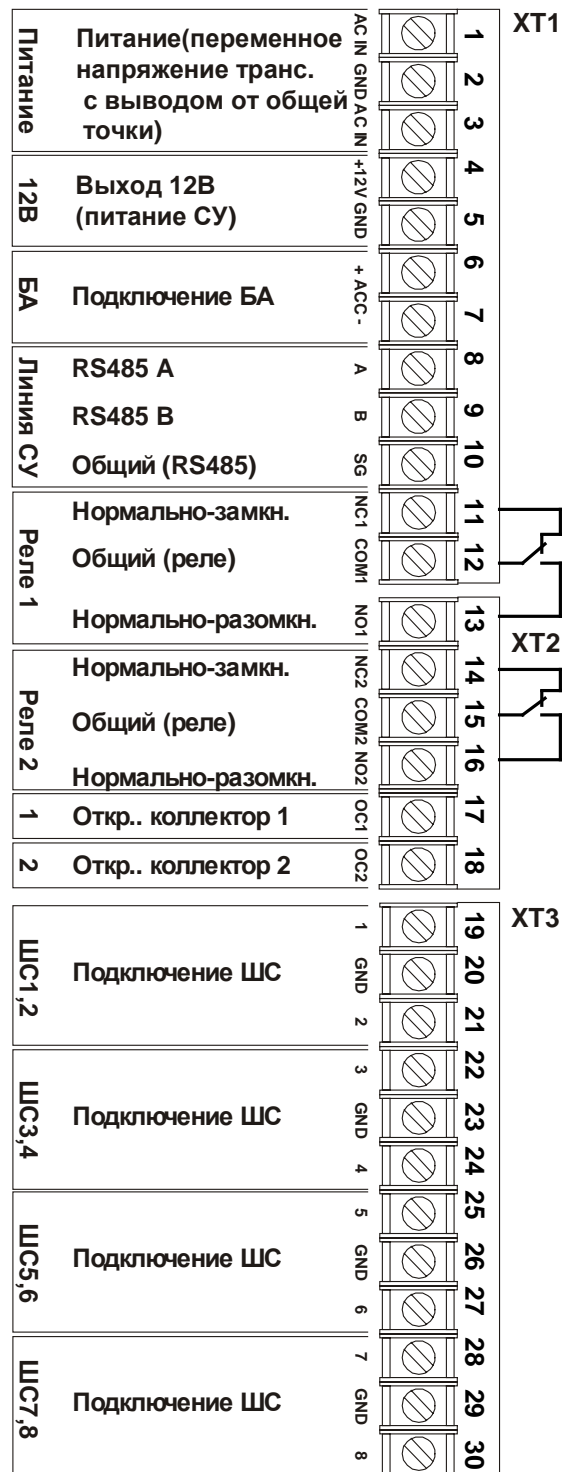 XT1
Питание
Питание(переменное
напряжение транс.
с выводом от общей
точки)
AC IN GND AC IN
1
2
3
12В
Выход 12В
(питание СУ)
+12V GND
4
5
БА
Подключение БА
+ ACC -
6
7
Линия СУ
RS485 A
A
8
RS485 B
B
9
Общий (RS485)
SG
10
Реле 1
Нормально-замкн.
NC1
11
Общий (реле)
COM1
12
Нормально-разомкн.
NO1
13
XT2
Реле 2
Нормально-замкн.
NC2
14
Общий (реле)
COM2
15
Нормально-разомкн.
NO2
16
1
Откр.. коллектор 1
OC1
17
2
Откр.. коллектор 2
OC2
18
XT3
ШС1,2
Подключение ШС
1
GND
2
19
20
21
ШС3,4
Подключение ШС
3
GND
4
22
23
24
ШС5,6
Подключение ШС
5
GND
6
25
26
27
ШС7,8
Подключение ШС
7
GND
8
28
29
30